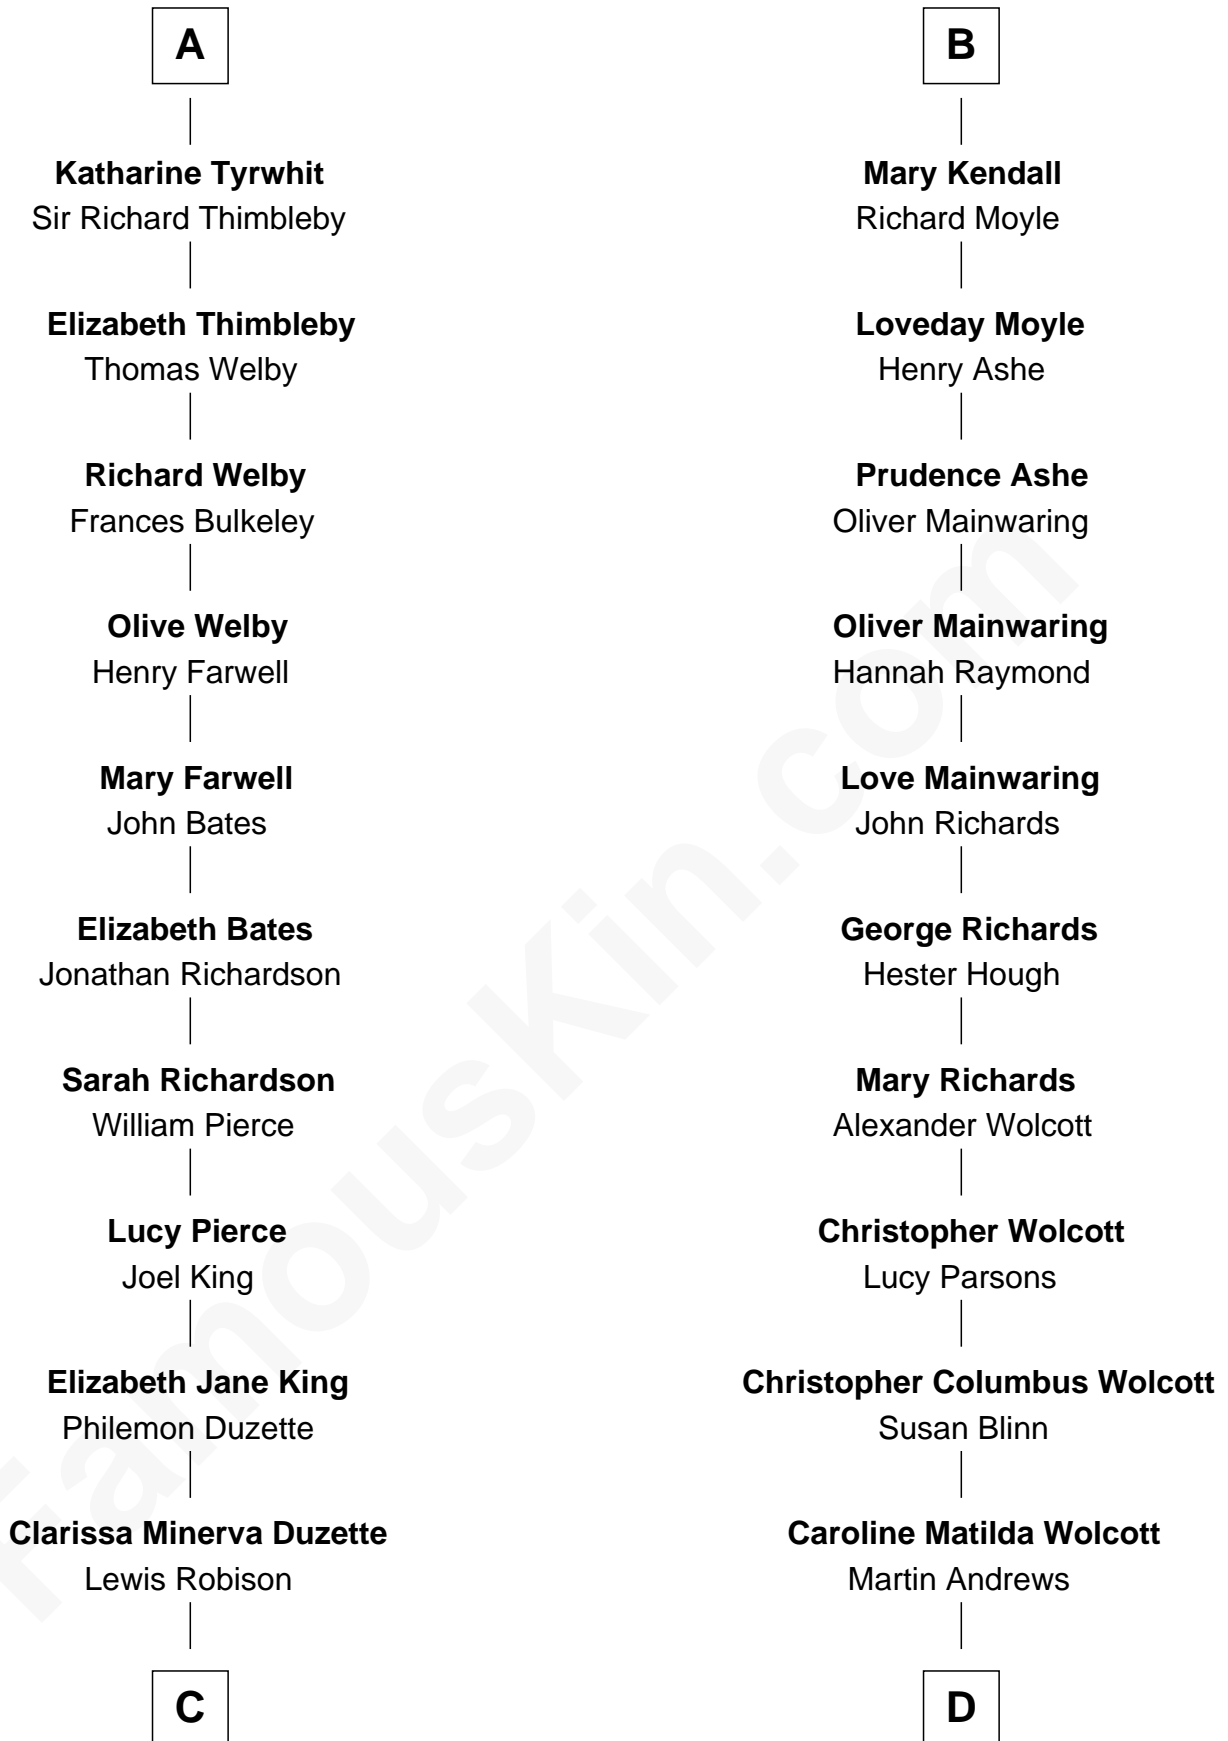 A
Katharine Tyrwhit
Sir Richard Thimbleby
Elizabeth Thimbleby
Thomas Welby
Richard Welby
Frances Bulkeley
Olive Welby
Henry Farwell
Mary Farwell
John Bates
Elizabeth Bates
Jonathan Richardson
Sarah Richardson
William Pierce
Lucy Pierce
Joel King
Elizabeth Jane King
Philemon Duzette
Clarissa Minerva Duzette
Lewis Robison
C
B
Mary Kendall
Richard Moyle
Loveday Moyle
Henry Ashe
Prudence Ashe
Oliver Mainwaring
Oliver Mainwaring
Hannah Raymond
Love Mainwaring
John Richards
George Richards
Hester Hough
Mary Richards
Alexander Wolcott
Christopher Wolcott
Lucy Parsons
Christopher Columbus Wolcott
Susan Blinn
Caroline Matilda Wolcott
Martin Andrews
D
FamousKin.com